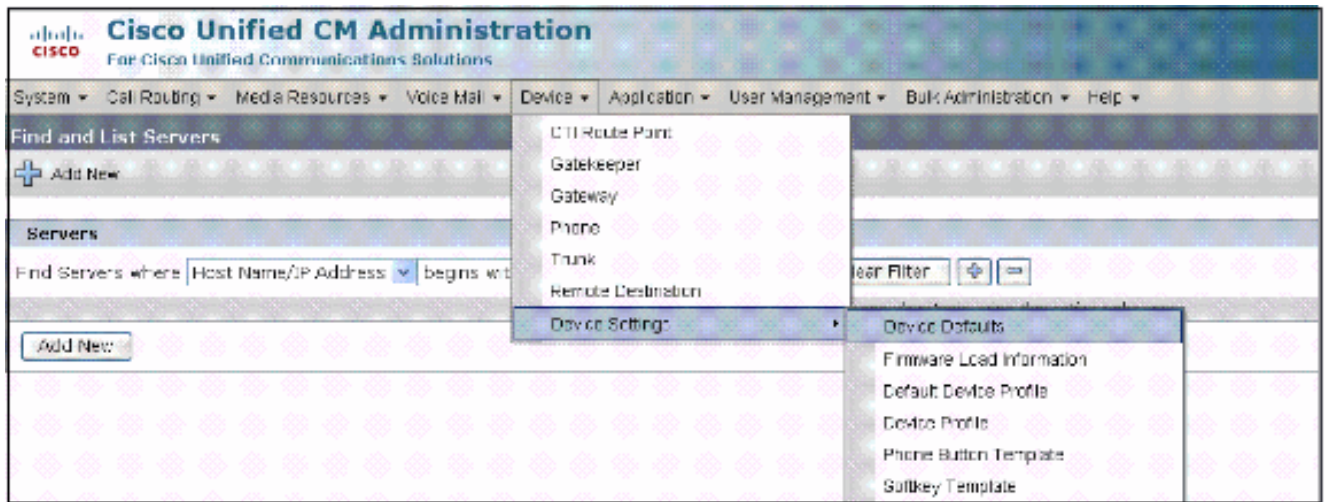 CISCO
Cisco Unified CM Administration
For Cisco Unified Communications Solutions
System Call Routing Media Resources Voice Mail Device Application User Management Bulk Administration Help
Find and List Servers
Add New
Servers
Find Servers where Host Name/IP Address begins wit
lear Filter
Add New
CTI Route Point
Gatekeeper
Gateway
Phone
Trunk
Remote Destination
Device Settings
Device Defaults
Firmware Load Information
Default Device Profile
Device Profile
Phone Button Template
Softkey Template